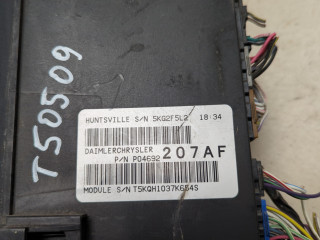 T50509
HUNTSVILLE S/N 5KG2F5L2 18:34
DAIMLERCHRYSLER
P/N P04692 207AF
MODULE S/N T5KQH1037K654S